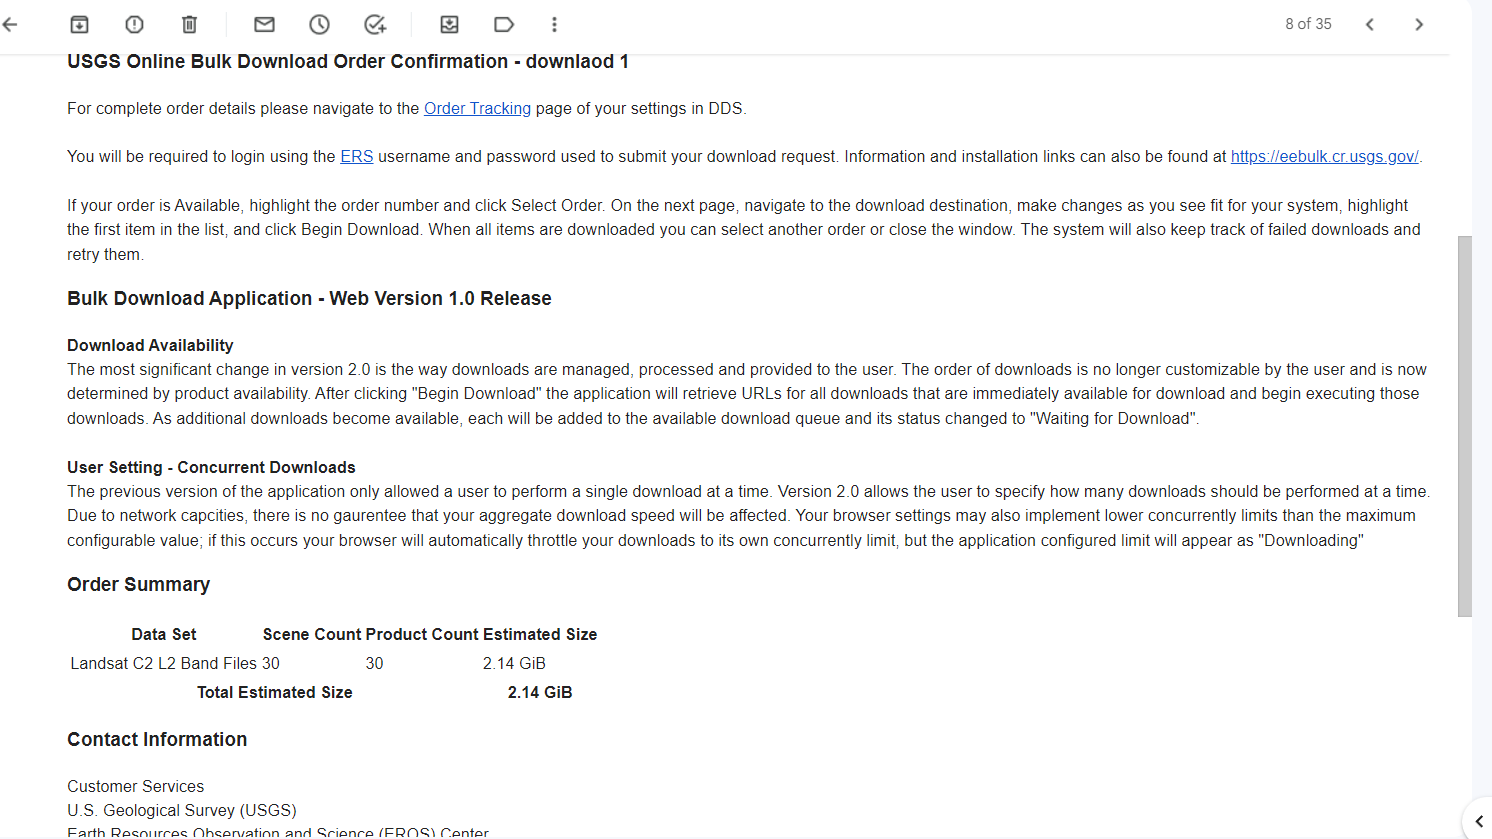 8 of 35
USGS Online Bulk Download Order Confirmation - downlaod 1
For complete order details please navigate to the Order Tracking page of your settings in DDS.
You will be required to login using the ERS username and password used to submit your download request. Information and installation links can also be found at https://eebulk.cr.usgs.gov/.
If your order is Available, highlight the order number and click Select Order. On the next page, navigate to the download destination, make changes as you see fit for your system, highlight
the first item in the list, and click Begin Download. When all items are downloaded you can select another order or close the window. The system will also keep track of failed downloads and
retry them.
Bulk Download Application - Web Version 1.0 Release
Download Availability
The most significant change in version 2.0 is the way downloads are managed, processed and provided to the user. The order of downloads is no longer customizable by the user and is now
determined by product availability. After clicking "Begin Download" the application will retrieve URLs for all downloads that are immediately available for download and begin executing those
downloads. As additional downloads become available, each will be added to the available download queue and its status changed to "Waiting for Download".
User Setting - Concurrent Downloads
The previous version of the application only allowed a user to perform a single download at a time. Version 2.0 allows the user to specify how many downloads should be performed at a time.
Due to network capcities, there is no gaurentee that your aggregate download speed will be affected. Your browser settings may also implement lower concurrently limits than the maximum
configurable value; if this occurs your browser will automatically throttle your downloads to its own concurrently limit, but the application configured limit will appear as "Downloading"
Order Summary
Data Set Scene Count Product Count Estimated Size
Landsat C2 L2 Band Files 30 30 2.14 GiB
Total Estimated Size 2.14 GiB
Contact Information
Customer Services
U.S. Geological Survey (USGS)
Earth Resources Observation and Science (EROS) Center